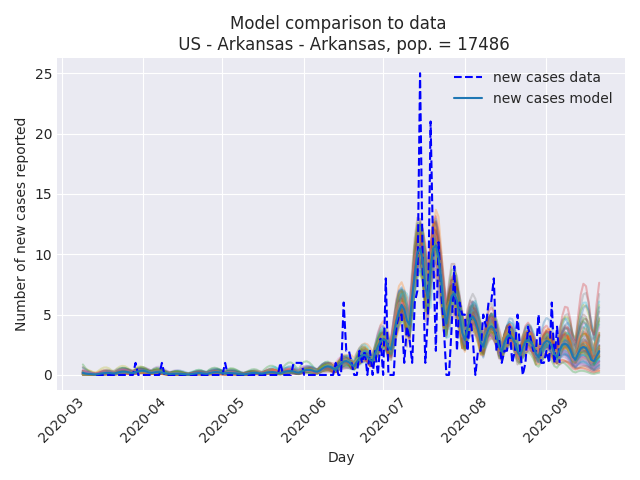 Model comparison to data
US - Arkansas - Arkansas, pop. = 17486
new cases data
new cases model
Number of new cases reported
25
20
15
10
5
0
2020-03
2020-04
2020-05
2020-06
2020-07
2020-08
2020-09
Day